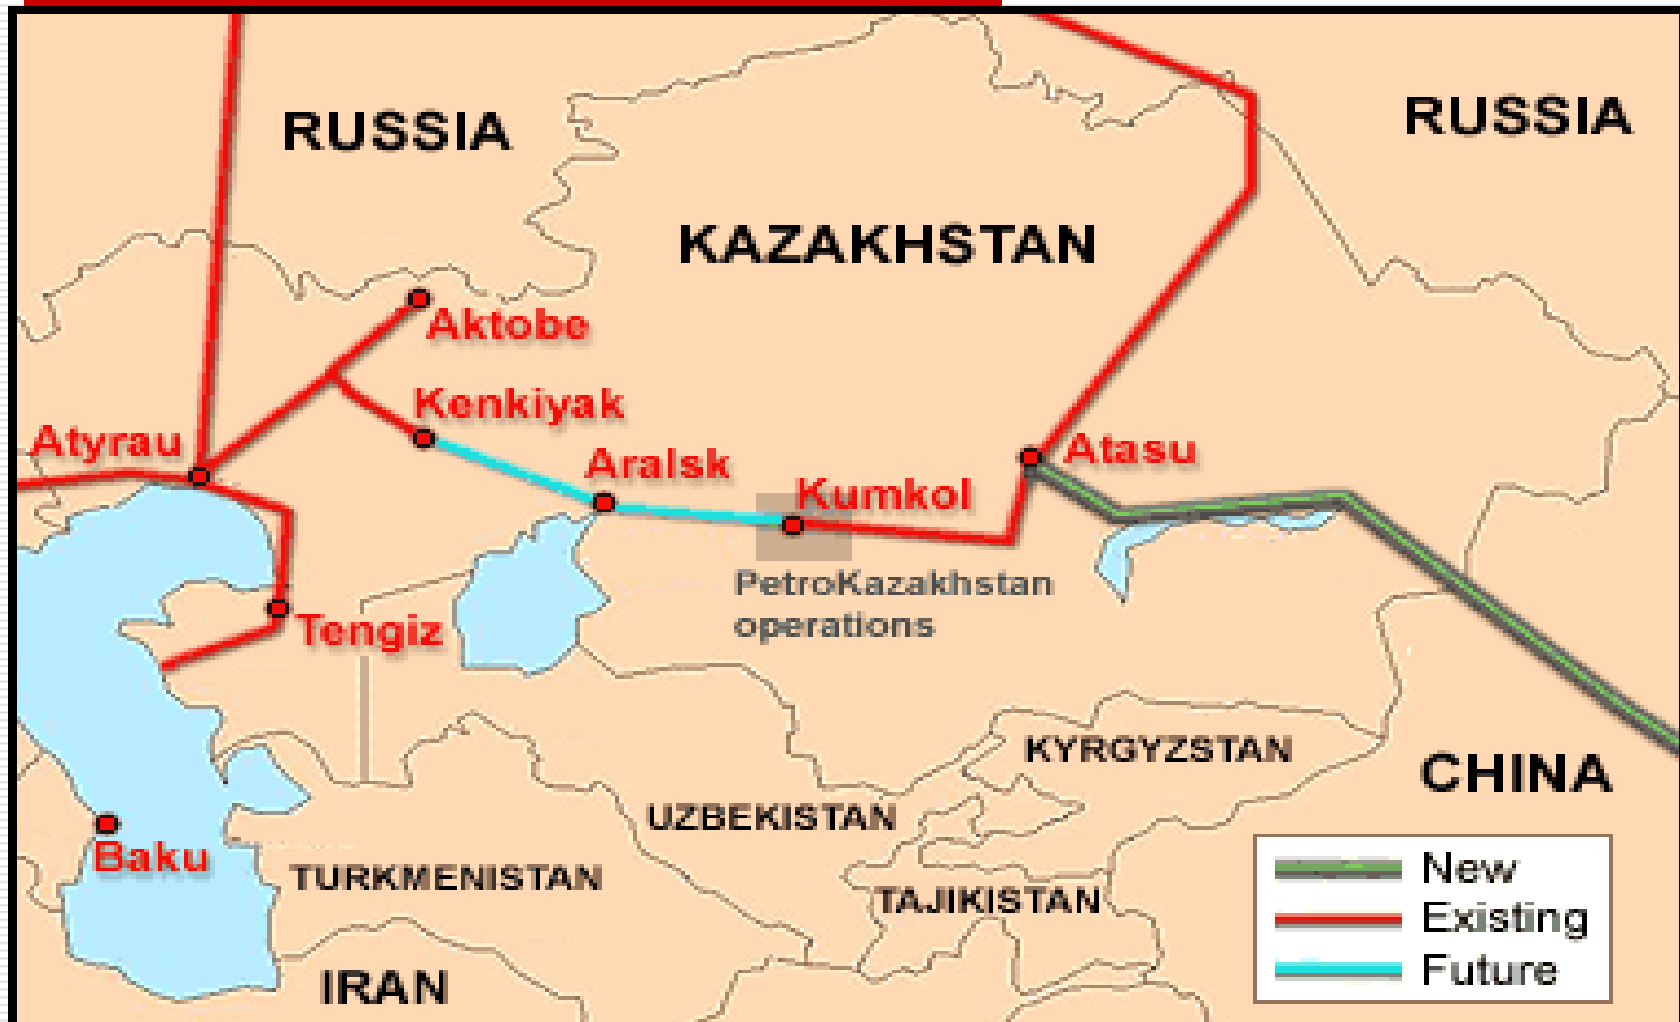 RUSSIA
RUSSIA
KAZAKHSTAN
Aktobe
Kenkiyak
Atyrau
Aralsk
Atasu
Kumkol
PetroKazakhstan
operations
Tengiz
KYRGYZSTAN
CHINA
UZBEKISTAN
Baku
TURKMENISTAN
TAJIKISTAN
IRAN
New
Existing
Future